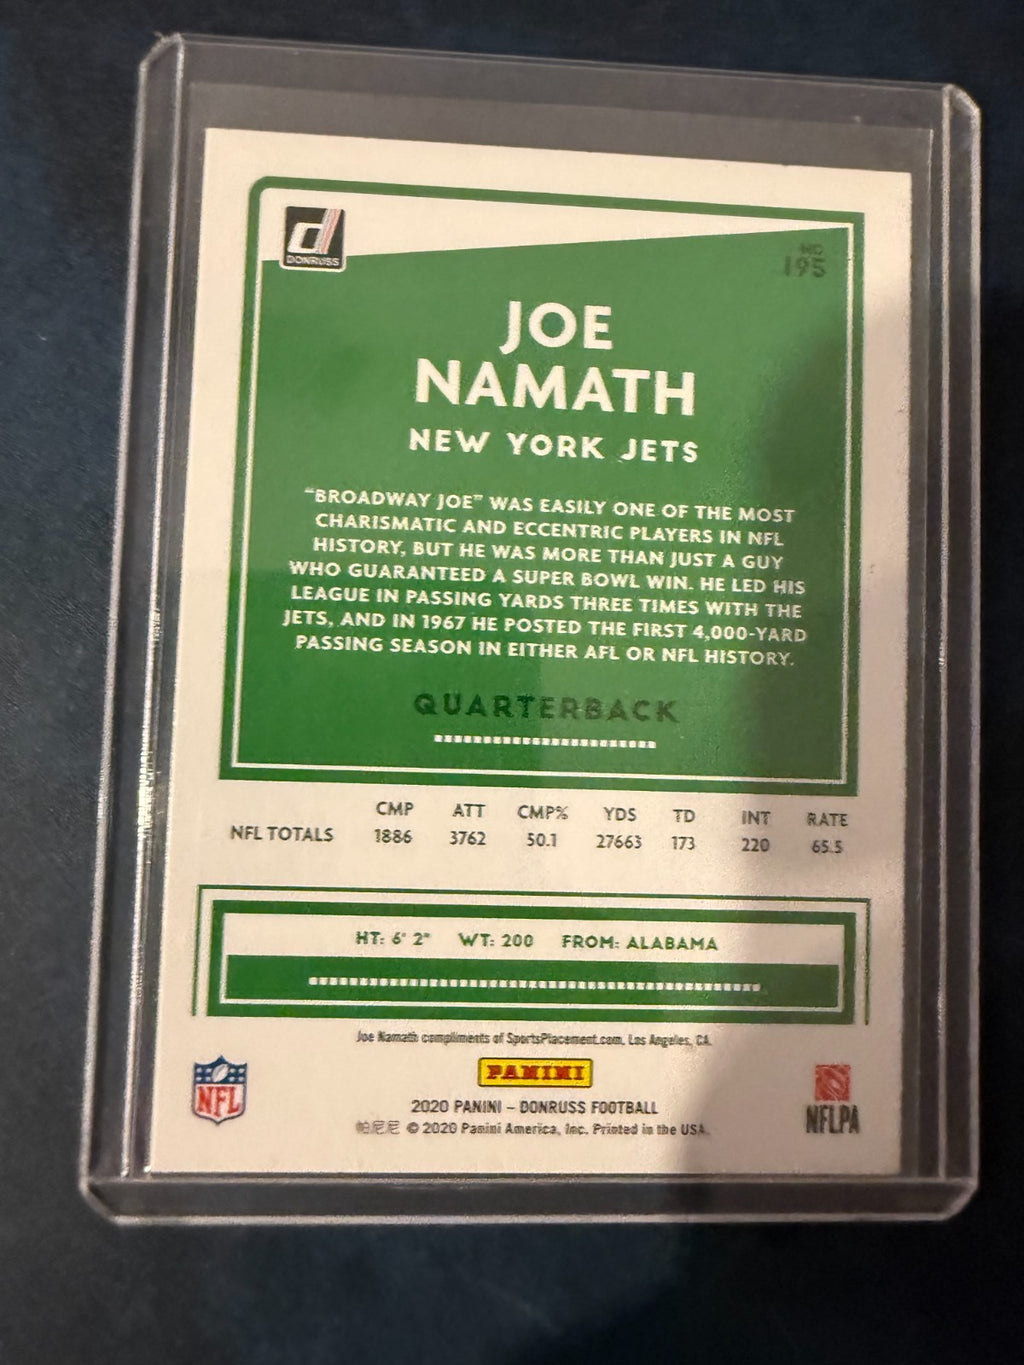 d
DONRUSS
NO
195
JOE
NAMATH
NEW YORK JETS
"BROADWAY JOE" WAS EASILY ONE OF THE MOST
CHARISMATIC AND ECCENTRIC PLAYERS IN NFL
HISTORY, BUT HE WAS MORE THAN JUST A GUY
WHO GUARANTEED A SUPER BOWL WIN. HE LED HIS
LEAGUE IN PASSING YARDS THREE TIMES WITH THE
JETS, AND IN 1967 HE POSTED THE FIRST 4,000-YARD
PASSING SEASON IN EITHER AFL OR NFL HISTORY.
QUARTERBACK
CMP ATT CMP% YDS TD INT RATE
NFL TOTALS 1886 3762 50.1 27663 173 220 65.5
HT: 6' 2" WT: 200 FROM: ALABAMA
Joe Namath compliments of SportsPlacement.com, Los Angeles, CA.
PANINI
NFL
2020 PANINI – DONRUSS FOOTBALL
帕尼尼 © 2020 Panini America, Inc. Printed in the USA.
NFLPA